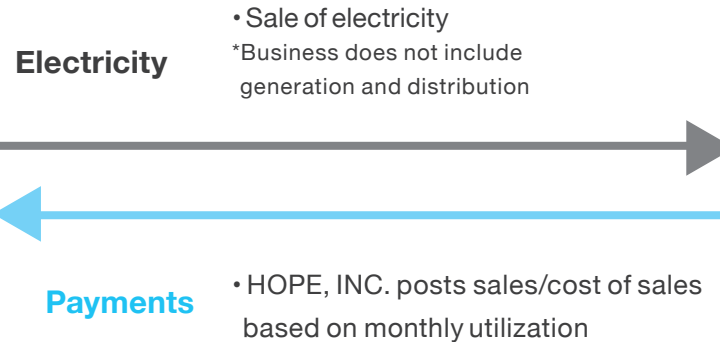 Electricity
• Sale of electricity
*Business does not include
generation and distribution
Payments
• HOPE, INC. posts sales/cost of sales
based on monthly utilization